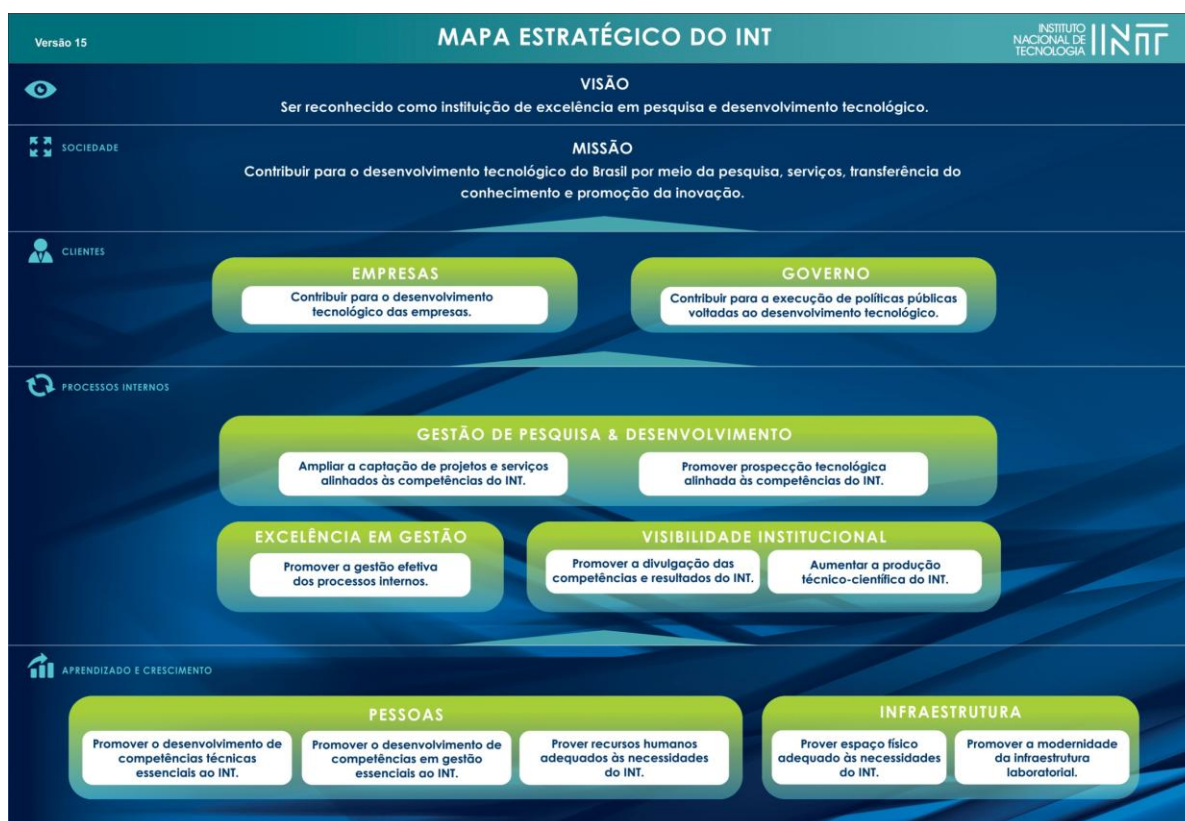 Versão 15
MAPA ESTRATÉGICO DO INT
INSTITUTO
NACIONAL DE
TECNOLOGIA
INT
VISÃO
Ser reconhecido como instituição de excelência em pesquisa e desenvolvimento tecnológico.
SOCIEDADE
MISSÃO
Contribuir para o desenvolvimento tecnológico do Brasil por meio da pesquisa, serviços, transferência do
conhecimento e promoção da inovação.
CLIENTES
EMPRESAS
Contribuir para o desenvolvimento
tecnológico das empresas.
GOVERNO
Contribuir para a execução de políticas públicas
voltadas ao desenvolvimento tecnológico.
PROCESSOS INTERNOS
GESTÃO DE PESQUISA & DESENVOLVIMENTO
Ampliar a captação de projetos e serviços
alinhados às competências do INT.
Promover prospecção tecnológica
alinhada às competências do INT.
EXCELÊNCIA EM GESTÃO
Promover a gestão efetiva
dos processos internos.
VISIBILIDADE INSTITUCIONAL
Promover a divulgação das
competências e resultados do INT.
Aumentar a produção
técnico-científica do INT.
APRENDIZADO E CRESCIMENTO
PESSOAS
Promover o desenvolvimento de
competências técnicas
essenciais ao INT.
Promover o desenvolvimento de
competências em gestão
essenciais ao INT.
Prover recursos humanos
adequados às necessidades
do INT.
INFRAESTRUTURA
Prover espaço físico
adequado às necessidades
do INT.
Promover a modernidade
da infraestrutura
laboratorial.